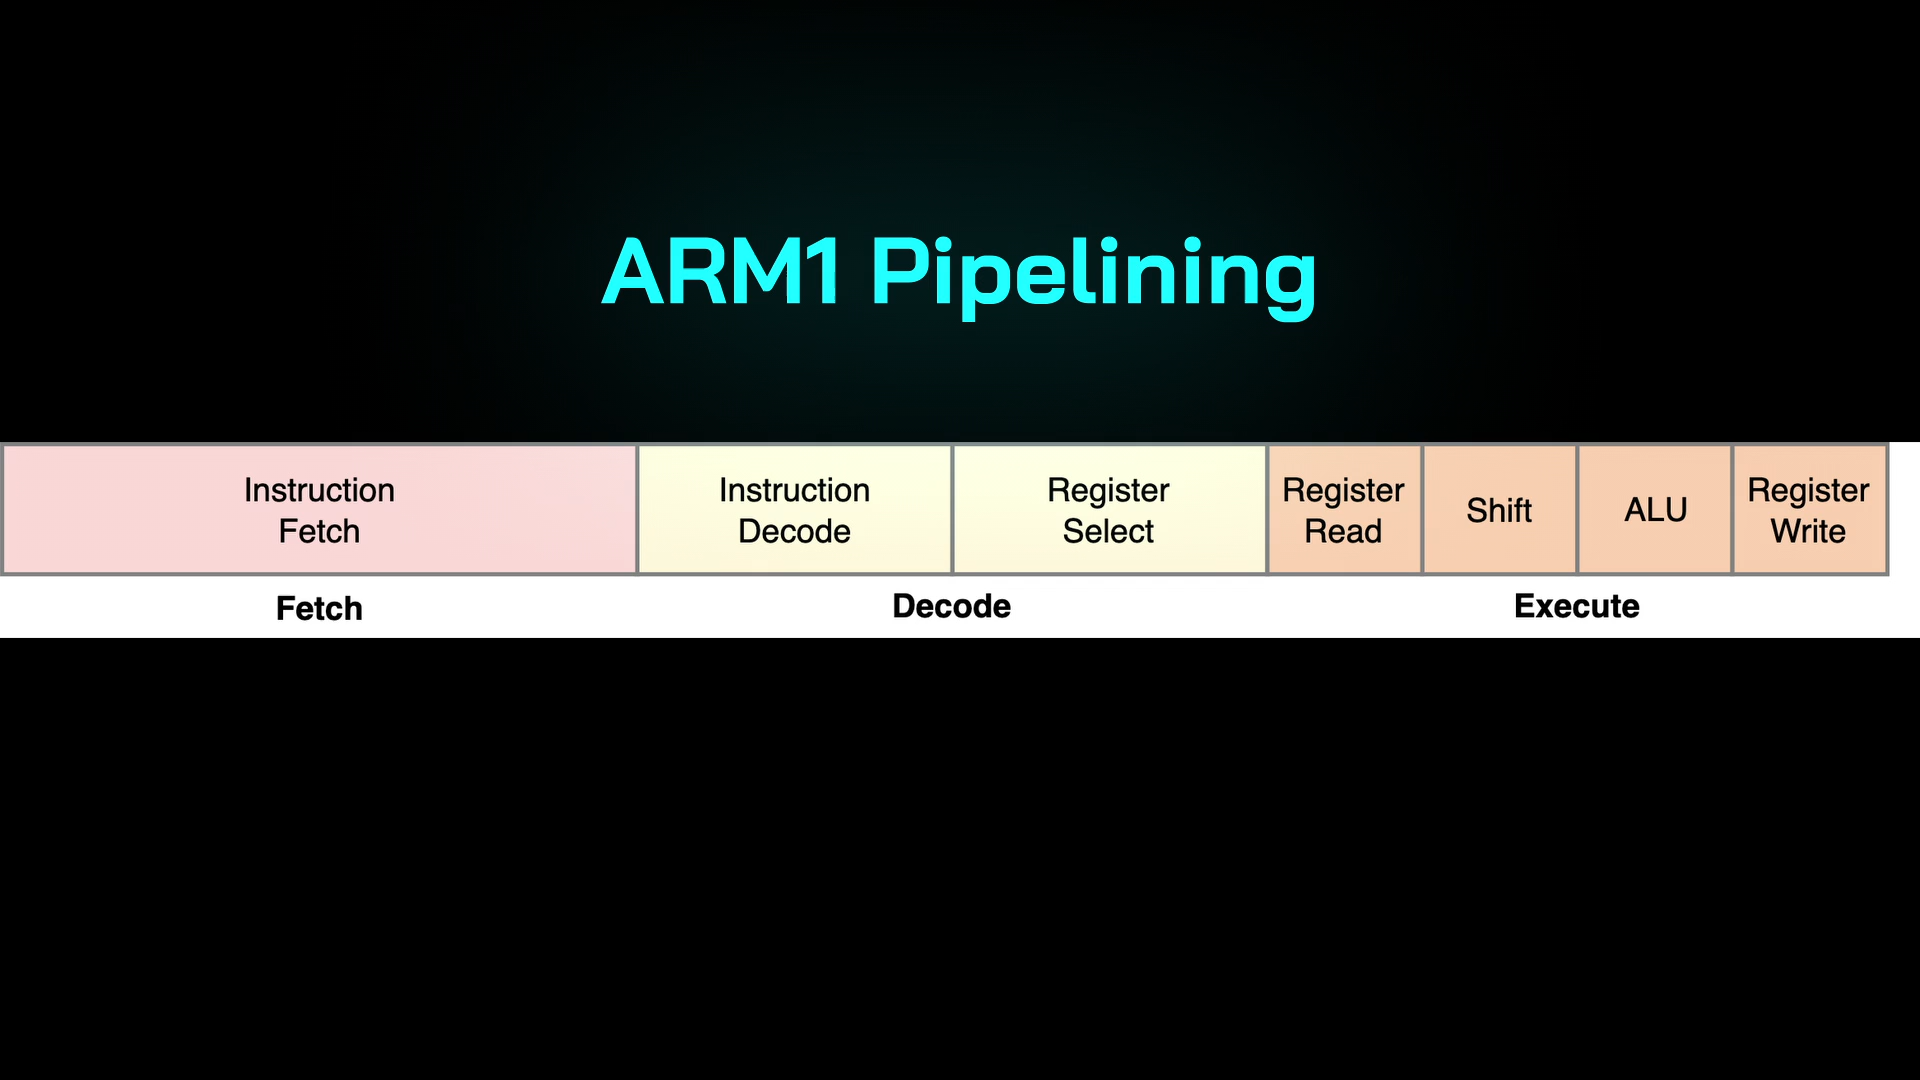 ARM1 Pipelining
Instruction
Fetch
Instruction
Decode
Register
Select
Register
Read
Shift
ALU
Register
Write
Fetch
Decode
Execute